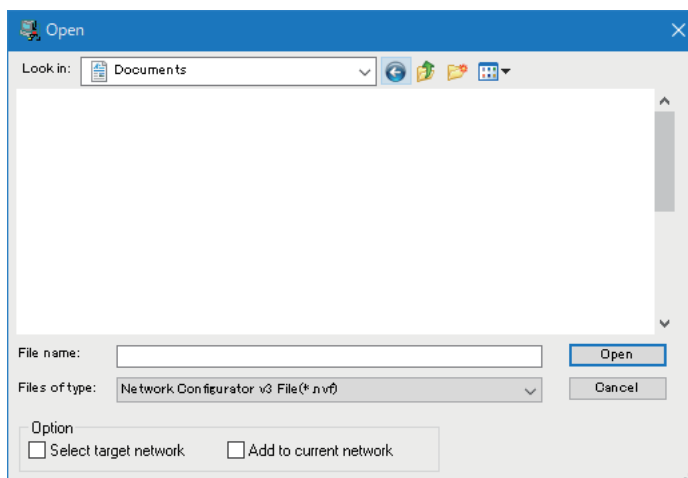 Open
Look in: Documents
File name: Open
Files of type: Network Configurator v3 File(*.nvf) Cancel
Option
Select target network Add to current network